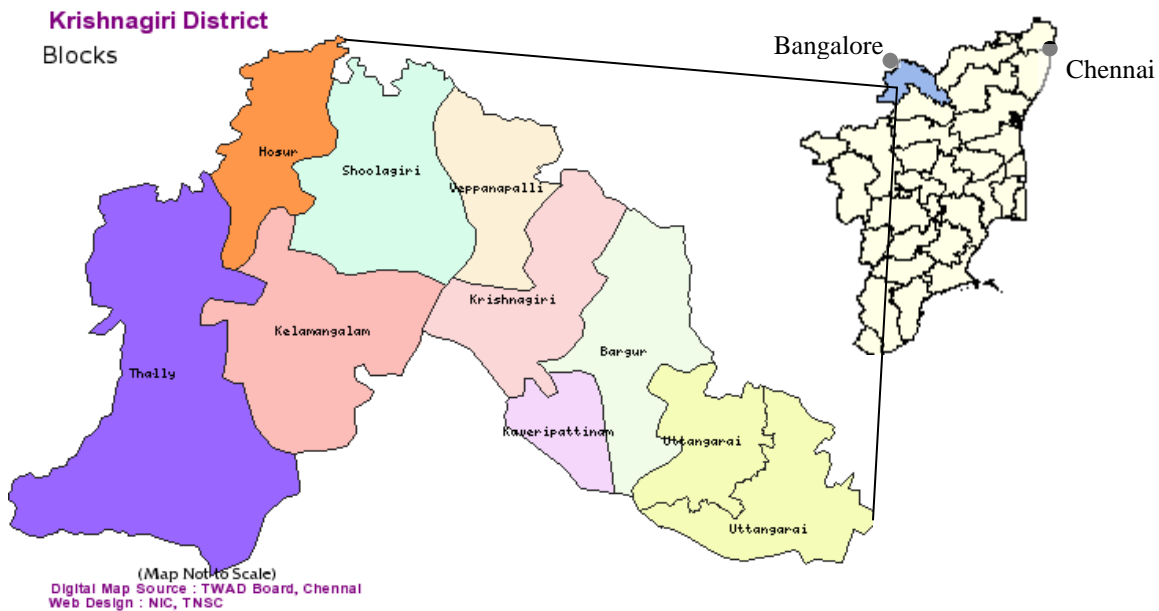 Krishnagiri District
Blocks
Bangalore
Chennai
Hosur
Shoolagiri
Veppanapalli
Krishnagiri
Kelamangalam
Bargur
Thally
Kaveripattinam
Uttangarai
Uttangarai
(Map Not to Scale)
Digital Map Source : TWAD Board, Chennai
Web Design : NIC, TNSC